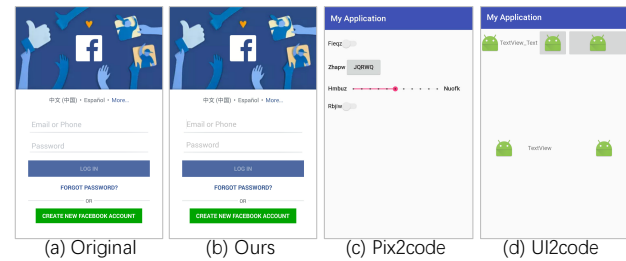 f
中文 (中国) • Español • More...
Email or Phone
Password
LOG IN
FORGOT PASSWORD?
OR
CREATE NEW FACEBOOK ACCOUNT
(a) Original
f
中文 (中国) • Español • More...
Email or Phone
Password
LOG IN
FORGOT PASSWORD?
OR
CREATE NEW FACEBOOK ACCOUNT
(b) Ours
My Application
Fieqz
Zhapw JQRWQ
Hmbuz Nuofk
Rbjiw
(c) Pix2code
My Application
TextView_Text
TextView
(d) UI2code